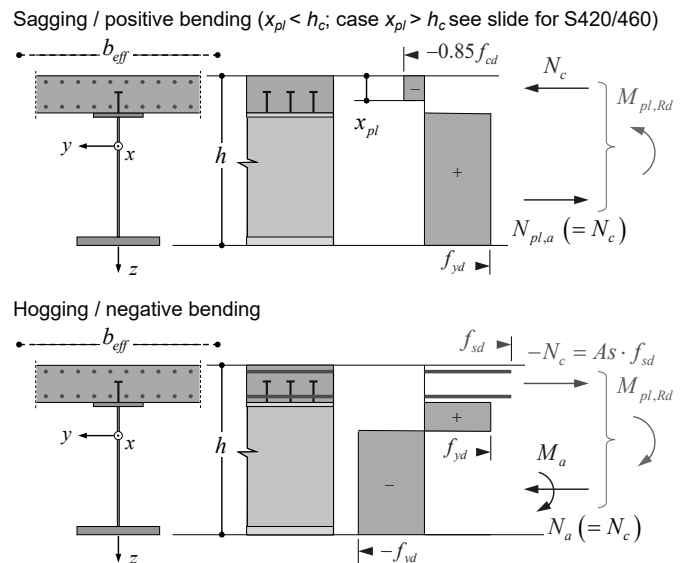 Sagging / positive bending (x_pl < h_c; case x_pl > h_c see slide for S420/460)
b_eff
−0.85f_cd
N_c
M_pl,Rd
−
x_pl
y
x
h
+
N_pl,a (= N_c)
z
f_yd
Hogging / negative bending
b_eff
f_sd
−N_c = As · f_sd
M_pl,Rd
+
y
x
h
f_yd
M_a
−
N_a (= N_c)
z
−f_yd